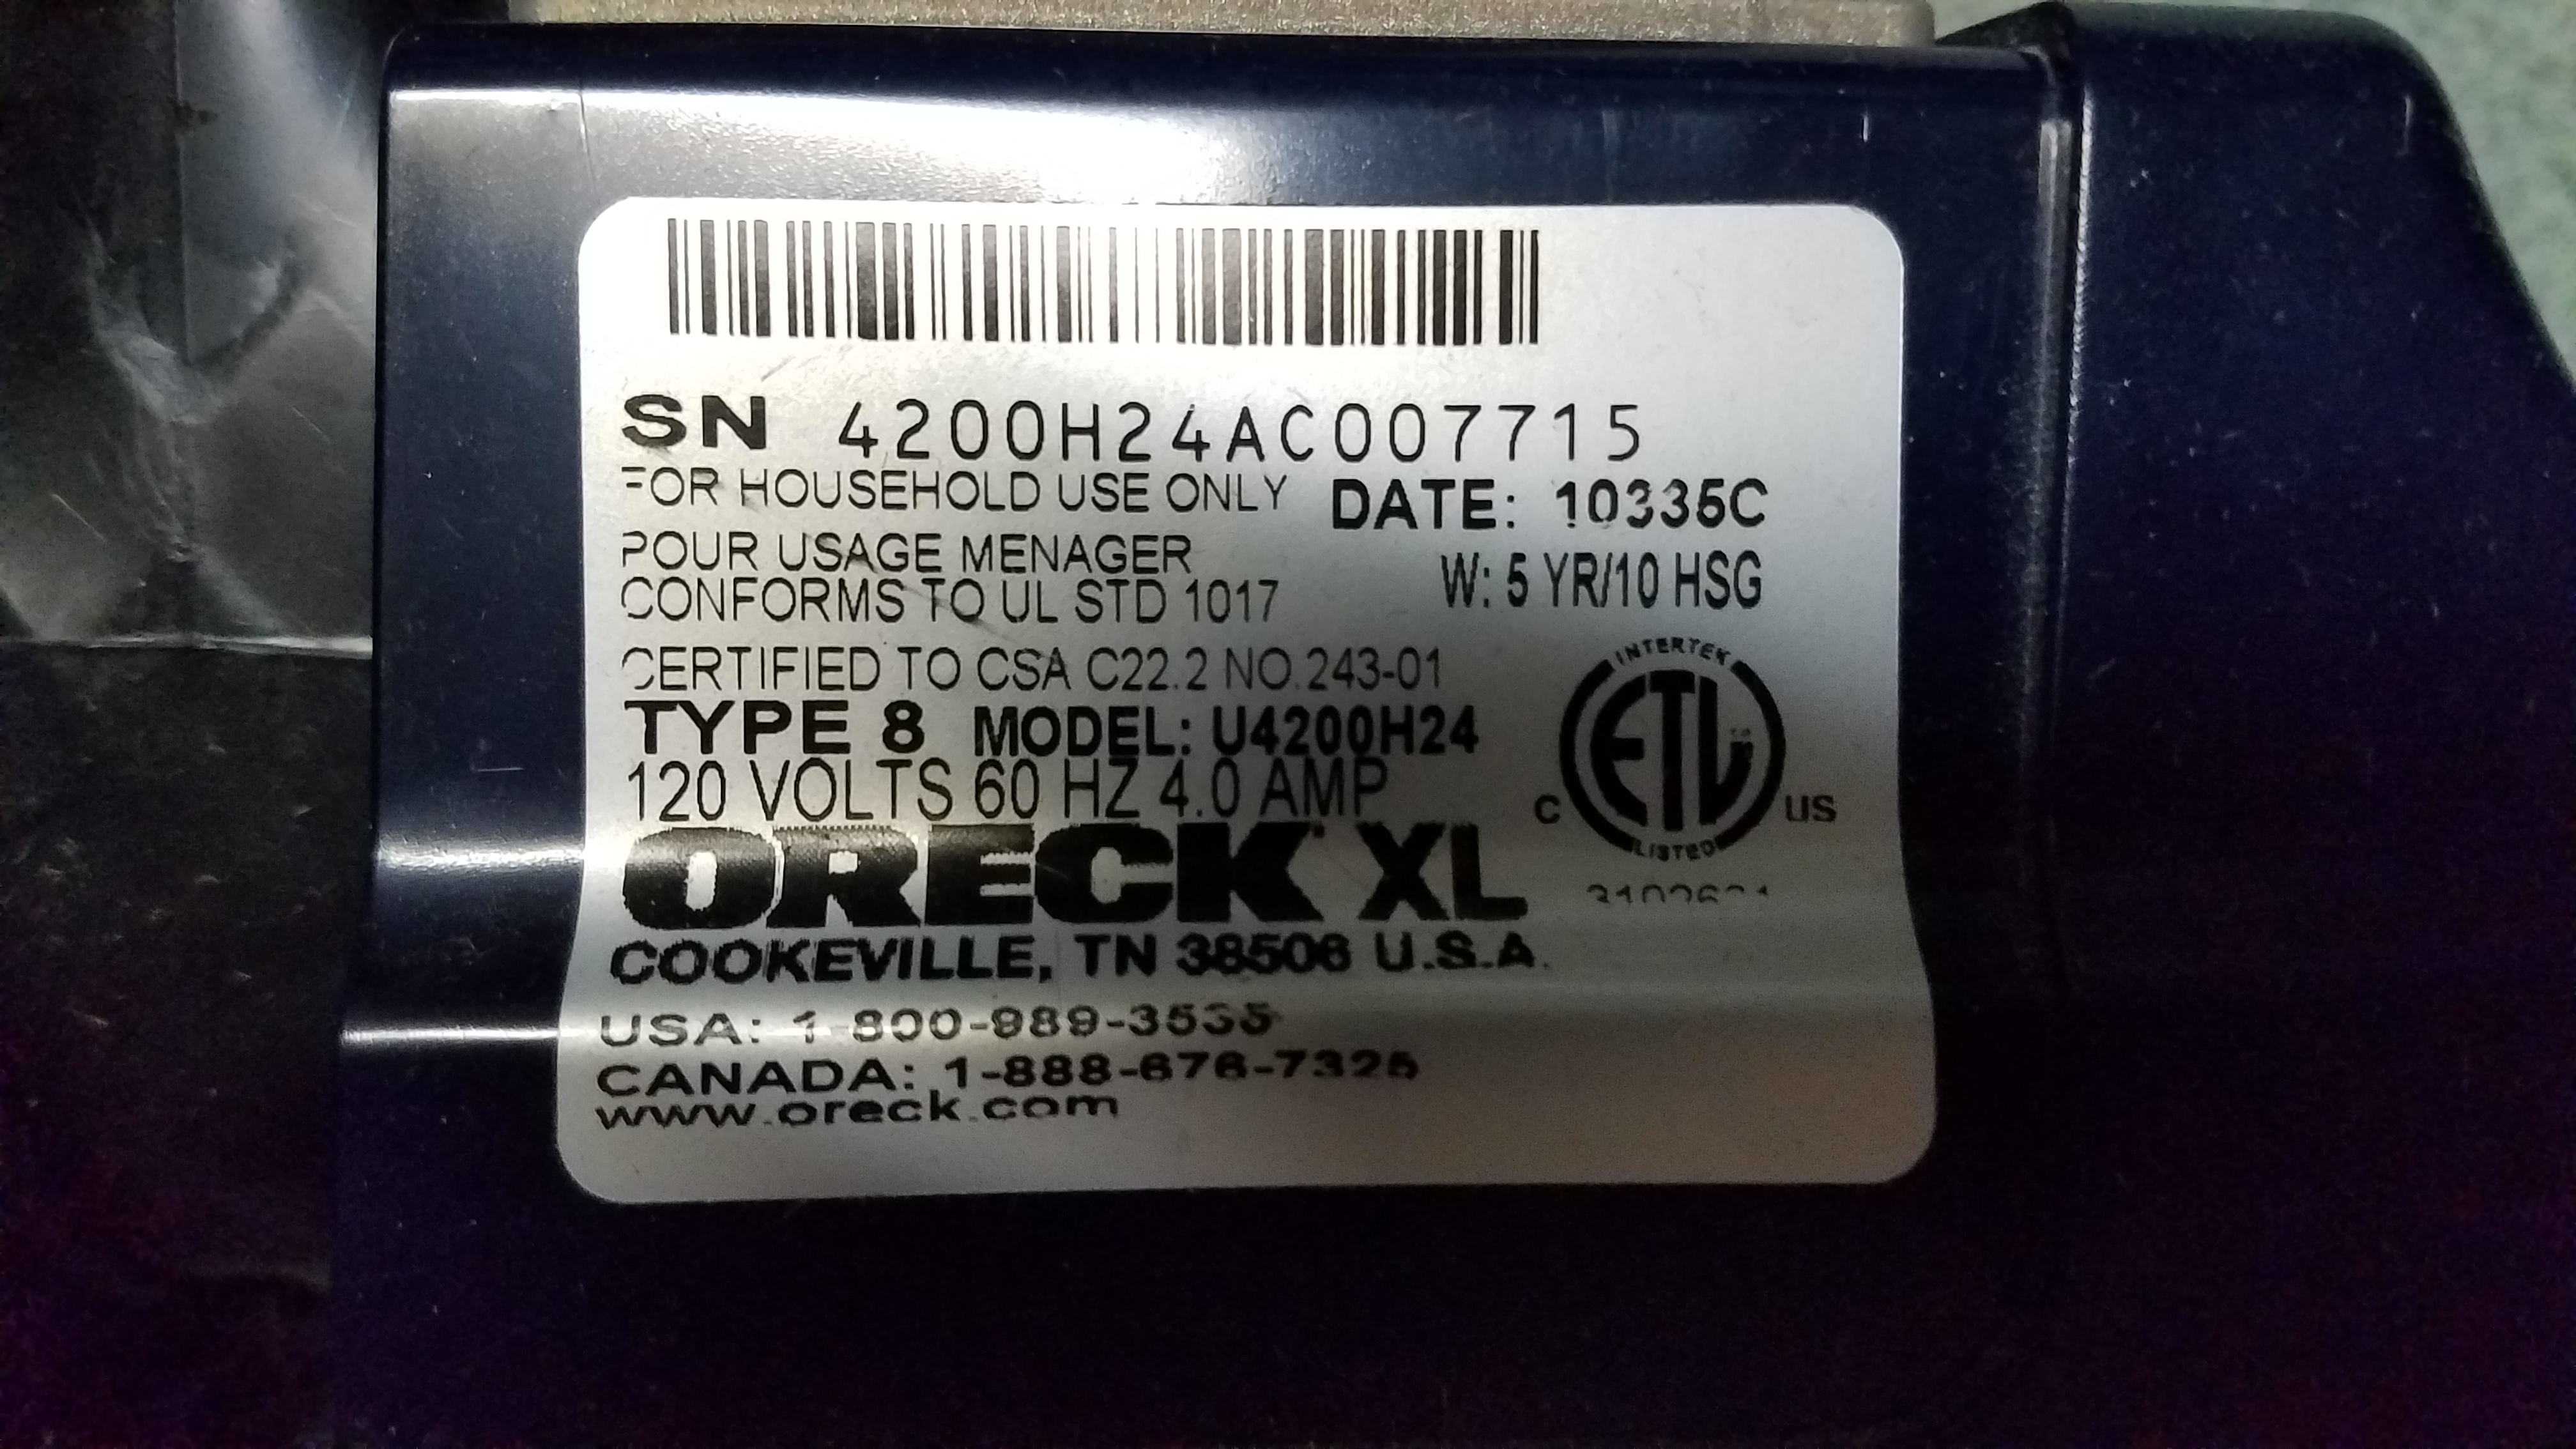 SN 4200H24AC007715
FOR HOUSEHOLD USE ONLY DATE: 10335C
POUR USAGE MENAGER
CONFORMS TO UL STD 1017 W: 5 YR/10 HSG
CERTIFIED TO CSA C22.2 NO.243-01
TYPE 8 MODEL: U4200H24
120 VOLTS 60 HZ 4.0 AMP
INTERTEK
ETL
C US
LISTED
ORECK XL
COOKEVILLE, TN 38506 U.S.A.
USA: 1-800-989-3535
CANADA: 1-888-676-7325
www.oreck.com